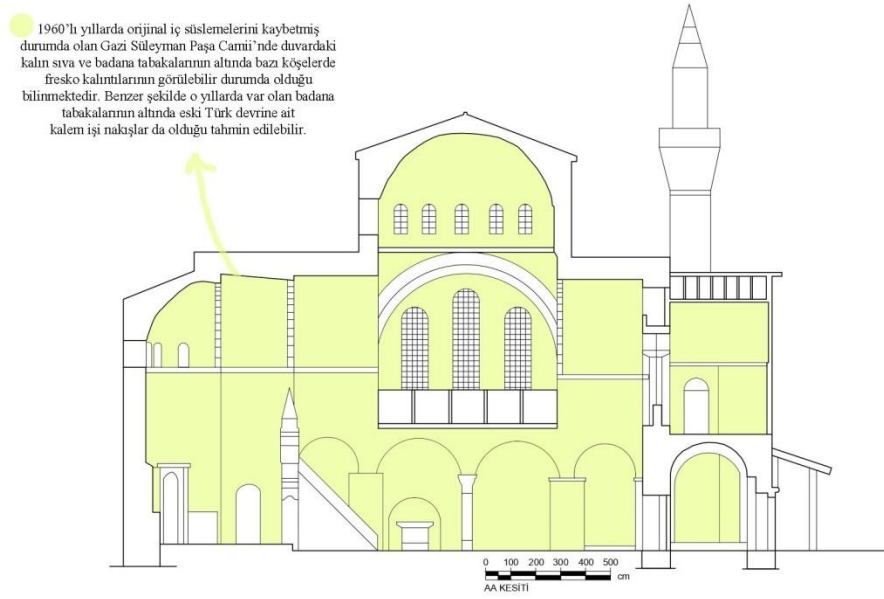 1960’lı yıllarda orijinal iç süslemelerini kaybetmiş
durumda olan Gazi Süleyman Paşa Camii’nde duvardaki
kalın sıva ve badana tabakalarının altında bazı köşelerde
fresko kalıntılarının görülebilir durumda olduğu
bilinmektedir. Benzer şekilde o yıllarda var olan badana
tabakalarının altında eski Türk devrine ait
kalem işi nakışlar da olduğu tahmin edilebilir.
0 100 200 300 400 500
cm
AA KESİTİ